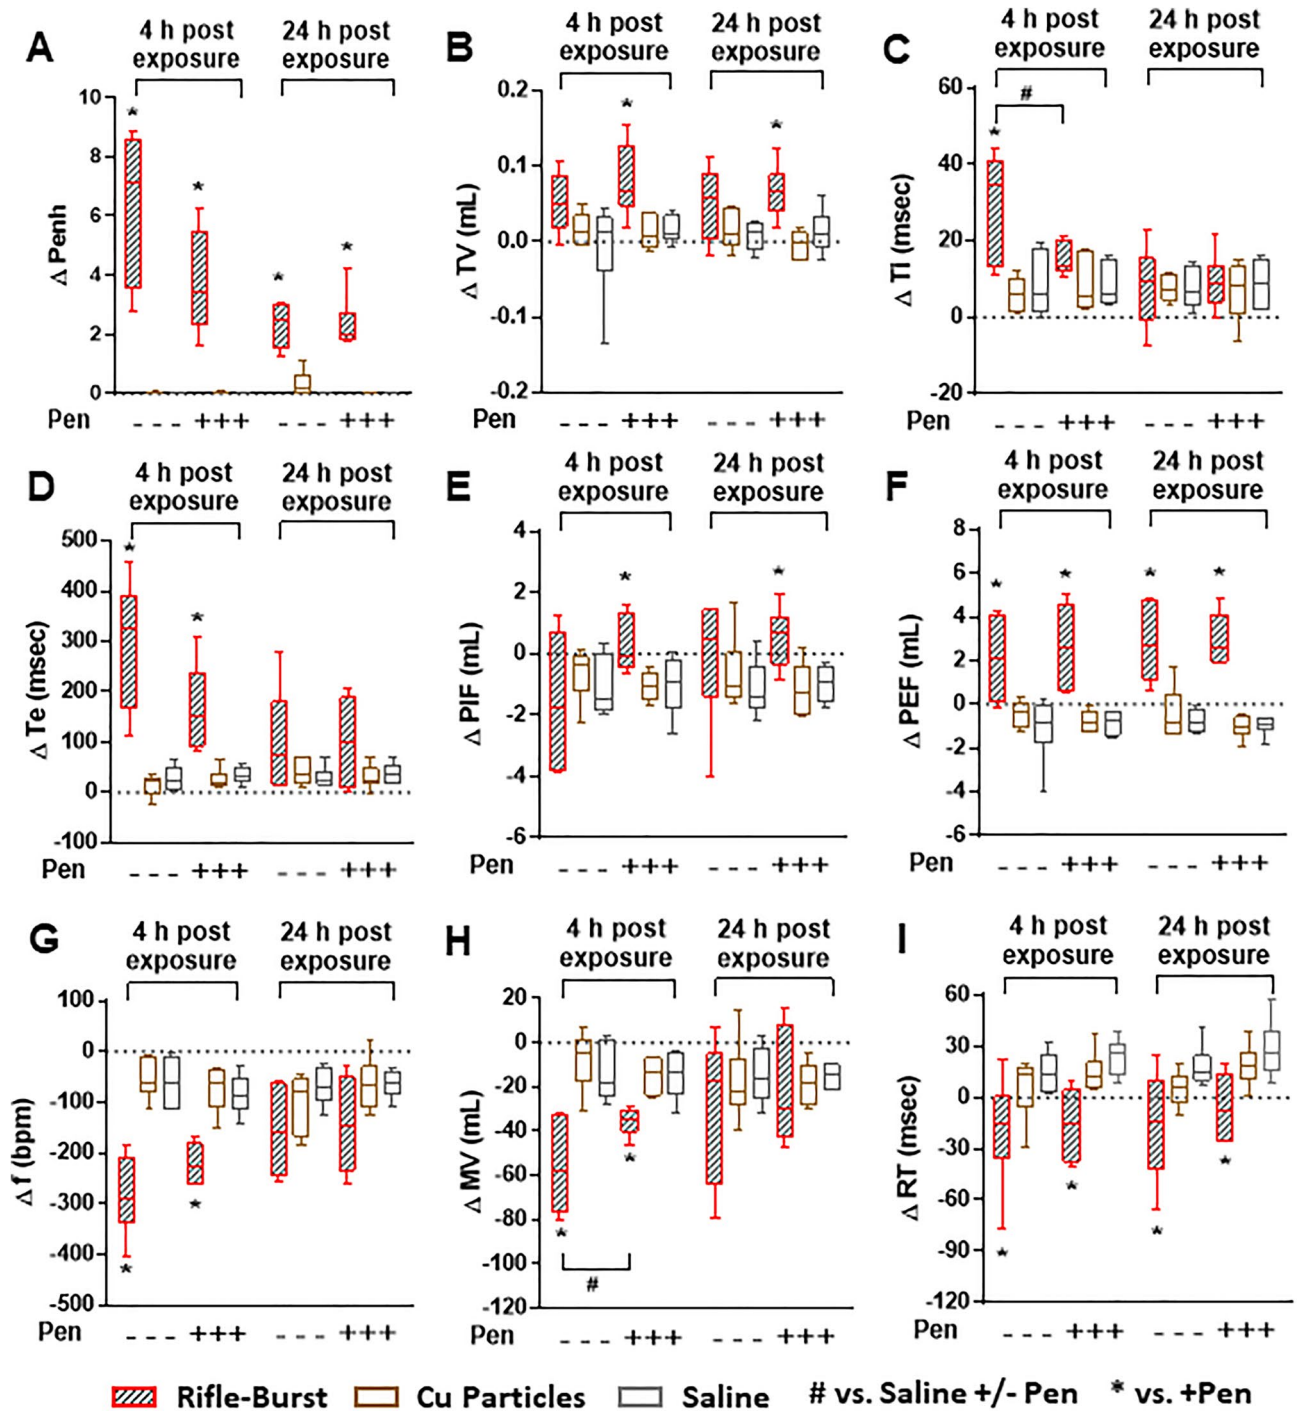 A
4 h post exposure
24 h post exposure
Δ Penh
10
8
6
4
2
0
*
*
*
*
Pen
- - -
+++
- - -
+++
B
4 h post exposure
24 h post exposure
Δ TV (mL)
0.2
0.1
0.0
-0.1
-0.2
*
*
Pen
- - -
+++
- - -
+++
C
4 h post exposure
24 h post exposure
Δ TI (msec)
60
40
20
0
-20
*
#
Pen
- - -
+++
- - -
+++
D
4 h post exposure
24 h post exposure
Δ Te (msec)
500
400
300
200
100
0
-100
*
*
Pen
- - -
+++
- - -
+++
E
4 h post exposure
24 h post exposure
Δ PIF (mL)
4
2
0
-2
-4
-6
*
*
Pen
- - -
+++
- - -
+++
F
4 h post exposure
24 h post exposure
Δ PEF (mL)
8
6
4
2
0
-2
-4
-6
*
*
*
*
Pen
- - -
+++
- - -
+++
G
4 h post exposure
24 h post exposure
Δ f (bpm)
100
0
-100
-200
-300
-400
-500
*
*
Pen
- - -
+++
- - -
+++
H
4 h post exposure
24 h post exposure
Δ MV (mL)
20
0
-20
-40
-60
-80
-100
-120
*
*
#
Pen
- - -
+++
- - -
+++
I
4 h post exposure
24 h post exposure
Δ RT (msec)
60
30
0
-30
-60
-90
-120
*
*
*
*
Pen
- - -
+++
- - -
+++
Rifle-Burst Cu Particles Saline # vs. Saline +/- Pen * vs. +Pen